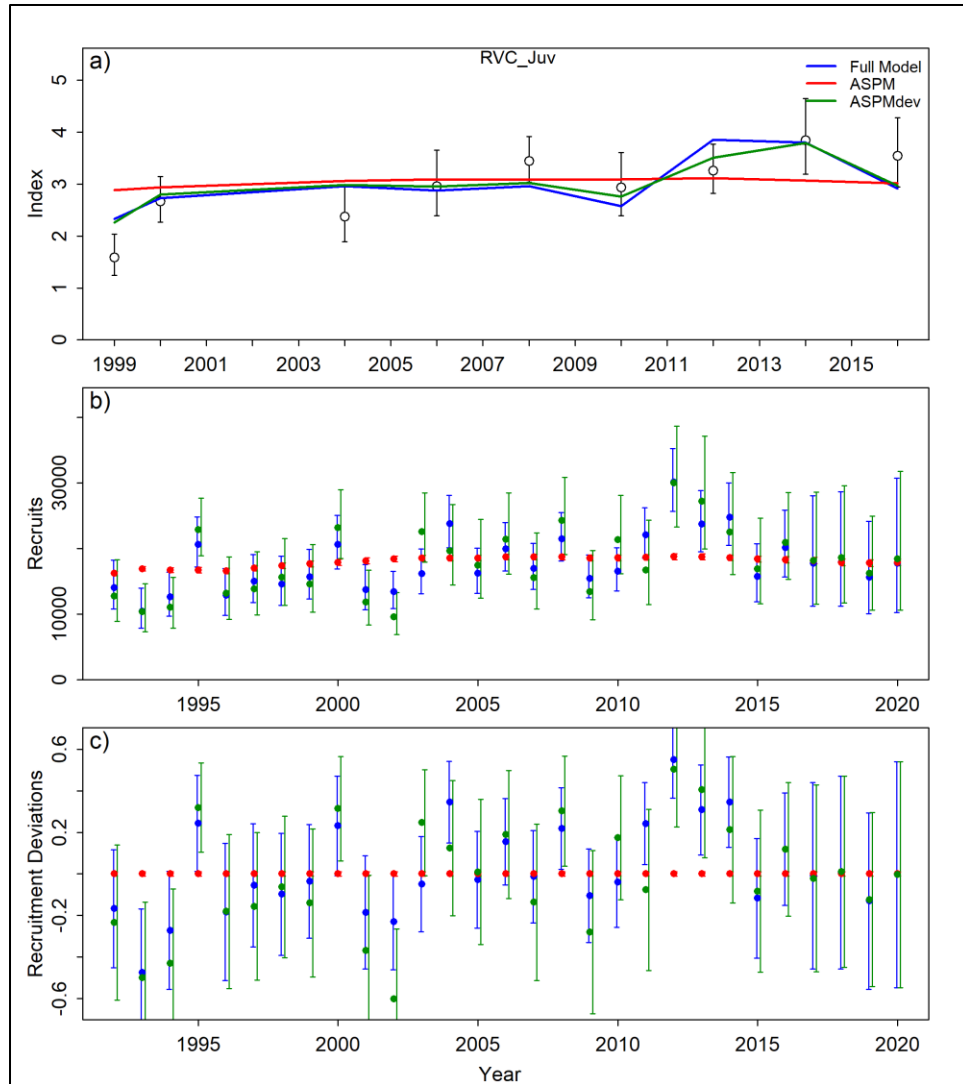 a)
RVC_Juv
Full Model
ASPM
ASPMdev
Index
5
4
3
2
1
0
1999 2001 2003 2005 2007 2009 2011 2013 2015
b)
Recruits
30000
10000
0
1995 2000 2005 2010 2015 2020
c)
Recruitment Deviations
0.6
0.2
-0.2
-0.6
1995 2000 2005 2010 2015 2020
Year